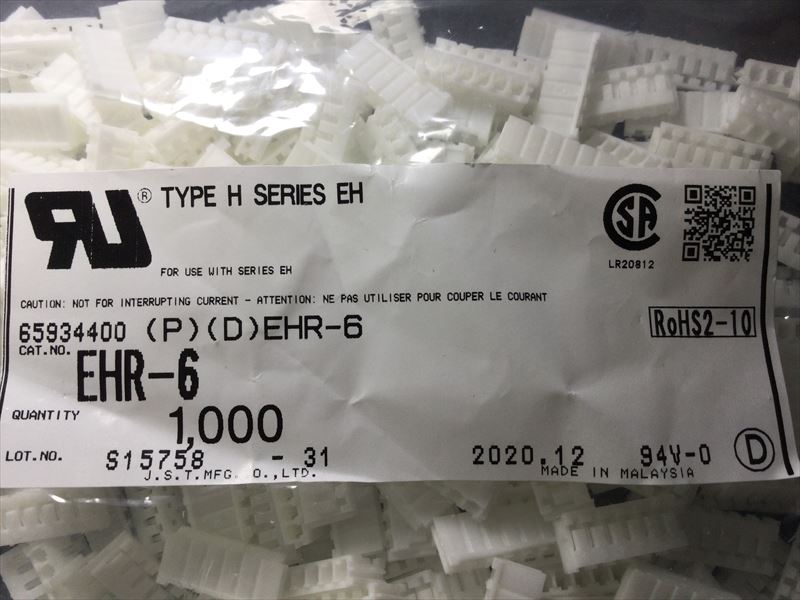 ® TYPE H SERIES EH
FOR USE WITH SERIES EH
LR20812
CAUTION: NOT FOR INTERRUPTING CURRENT - ATTENTION: NE PAS UTILISER POUR COUPER LE COURANT
65934400 (P)(D)EHR-6
RoHS2-10
CAT.NO.
EHR-6
QUANTITY 1,000
LOT.NO. S15758 - 31 2020.12 94V-0 D
J.S.T.MFG. O.,LTD. MADE IN MALAYSIA